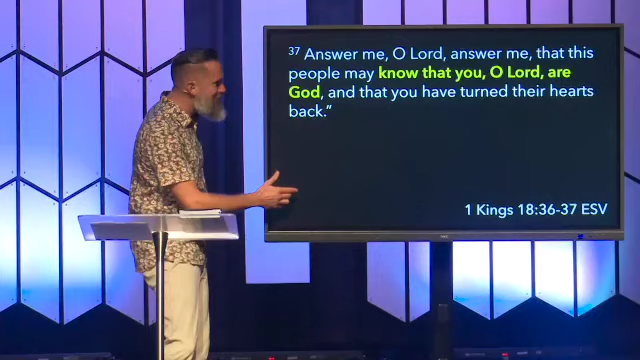 37 Answer me, O Lord, answer me, that this
people may know that you, O Lord, are
God, and that you have turned their hearts
back.”
1 Kings 18:36-37 ESV